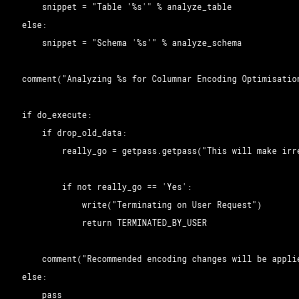 snippet = "Table '%s'" % analyze_table
else:
snippet = "Schema '%s'" % analyze_schema
comment("Analyzing %s for Columnar Encoding Optimisation
if do_execute:
if drop_old_data:
really_go = getpass.getpass("This will make irre
if not really_go == 'Yes':
write("Terminating on User Request")
return TERMINATED_BY_USER
comment("Recommended encoding changes will be applie
else:
pass